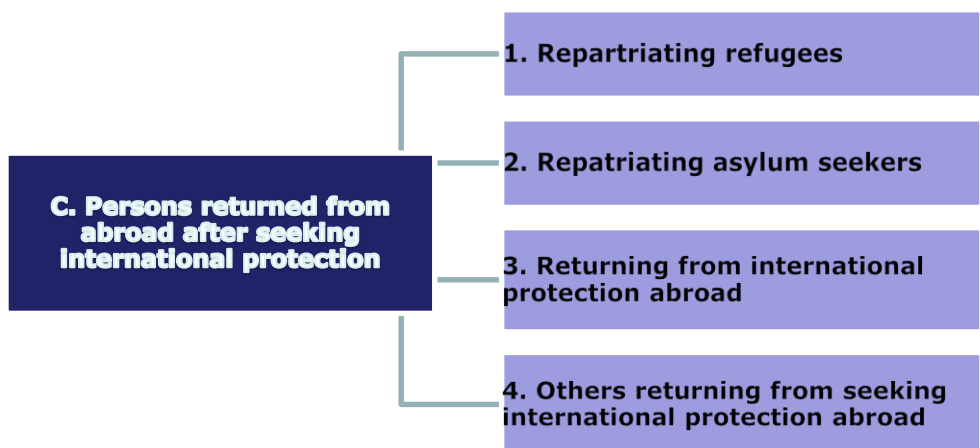 C. Persons returned from
abroad after seeking
international protection
1. Repartriating refugees
2. Repatriating asylum seekers
3. Returning from international
protection abroad
4. Others returning from seeking
international protection abroad